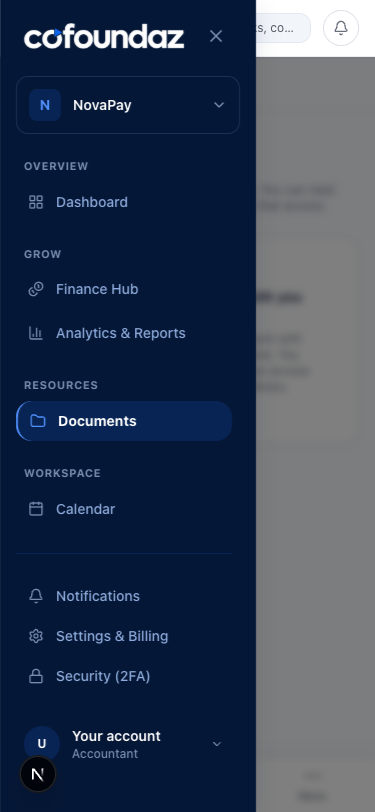 cofoundaz
s, co...
N
NovaPay
OVERVIEW
Dashboard
GROW
Finance Hub
Analytics & Reports
RESOURCES
Documents
WORKSPACE
Calendar
Notifications
Settings & Billing
Security (2FA)
U
Your account
Accountant
N